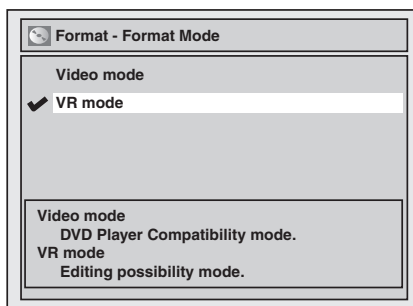 Format - Format Mode
Video mode
VR mode
Video mode
DVD Player Compatibility mode.
VR mode
Editing possibility mode.